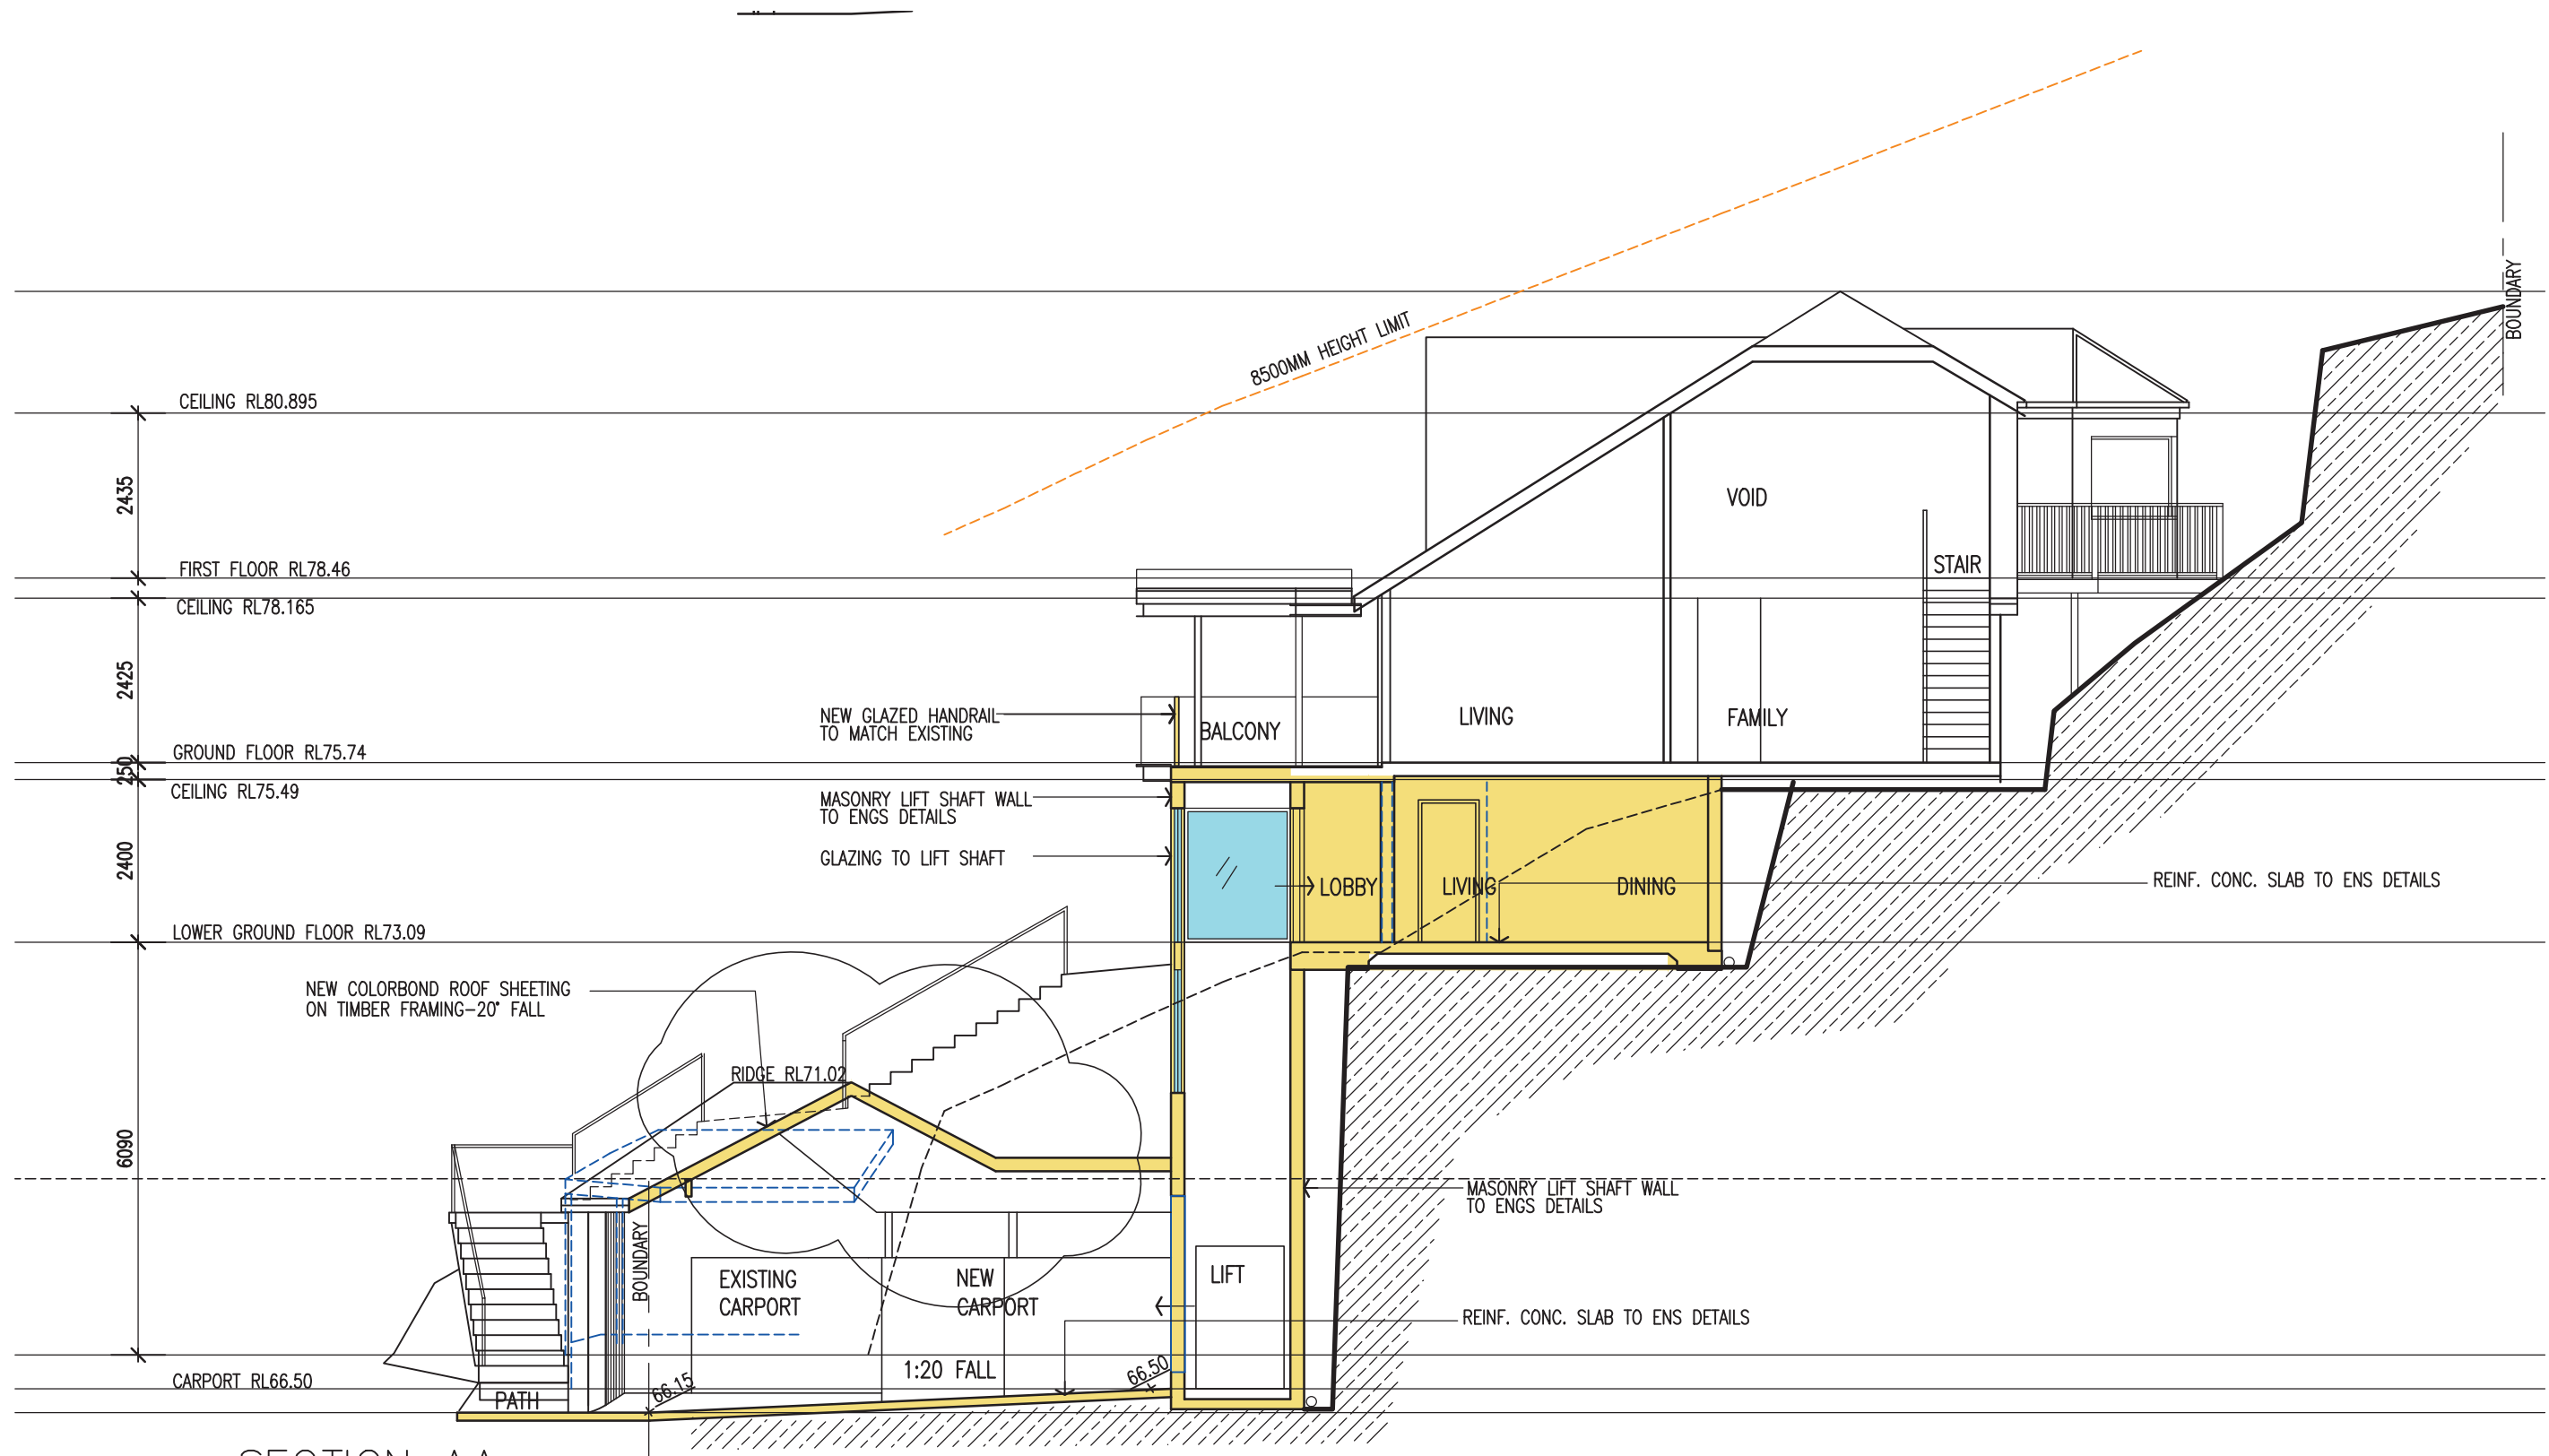 8500MM HEIGHT LIMIT
BOUNDARY
CEILING RL80.895
2435
VOID
FIRST FLOOR RL78.46
STAIR
CEILING RL78.165
2425
NEW GLAZED HANDRAIL
TO MATCH EXISTING
BALCONY
LIVING
FAMILY
GROUND FLOOR RL75.74
250
CEILING RL75.49
MASONRY LIFT SHAFT WALL
TO ENGS DETAILS
2400
GLAZING TO LIFT SHAFT
LOBBY
LIVING
DINING
REINF. CONC. SLAB TO ENS DETAILS
LOWER GROUND FLOOR RL73.09
NEW COLORBOND ROOF SHEETING
ON TIMBER FRAMING-20° FALL
RIDGE RL71.02
6090
MASONRY LIFT SHAFT WALL
TO ENGS DETAILS
BOUNDARY
EXISTING
CARPORT
NEW
CARPORT
LIFT
REINF. CONC. SLAB TO ENS DETAILS
1:20 FALL
66.50
CARPORT RL66.50
66.15
PATH
SECTION AA